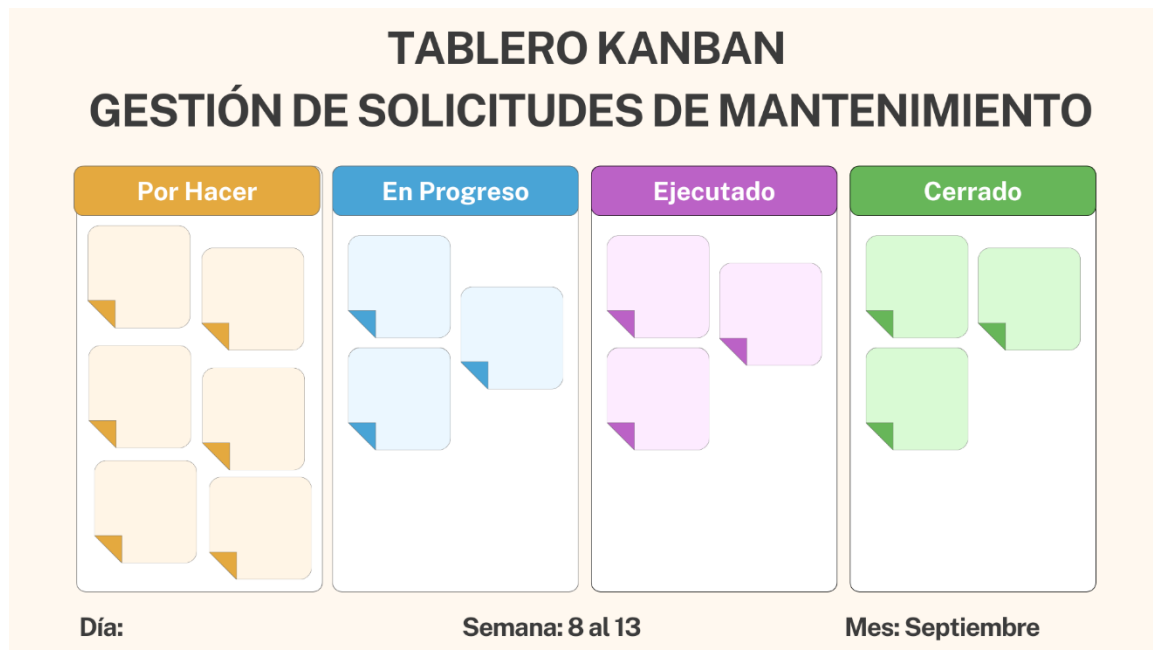 TABLERO KANBAN
GESTIÓN DE SOLICITUDES DE MANTENIMIENTO
Por Hacer
En Progreso
Ejecutado
Cerrado
Día:
Semana: 8 al 13
Mes: Septiembre